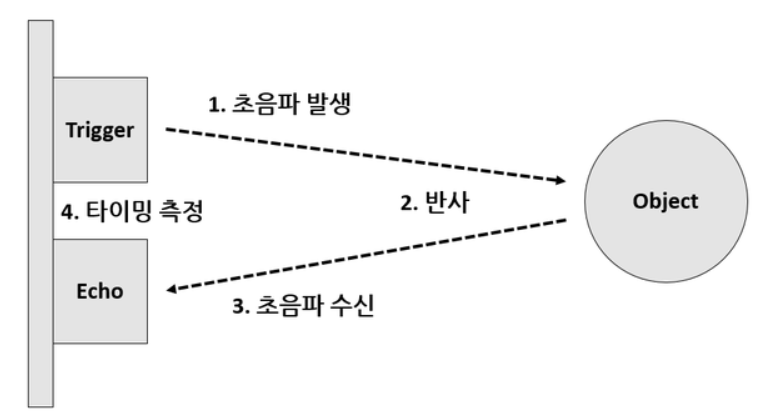 1. 초음파 발생
Trigger
2. 반사
Object
4. 타이밍 측정
Echo
3. 초음파 수신